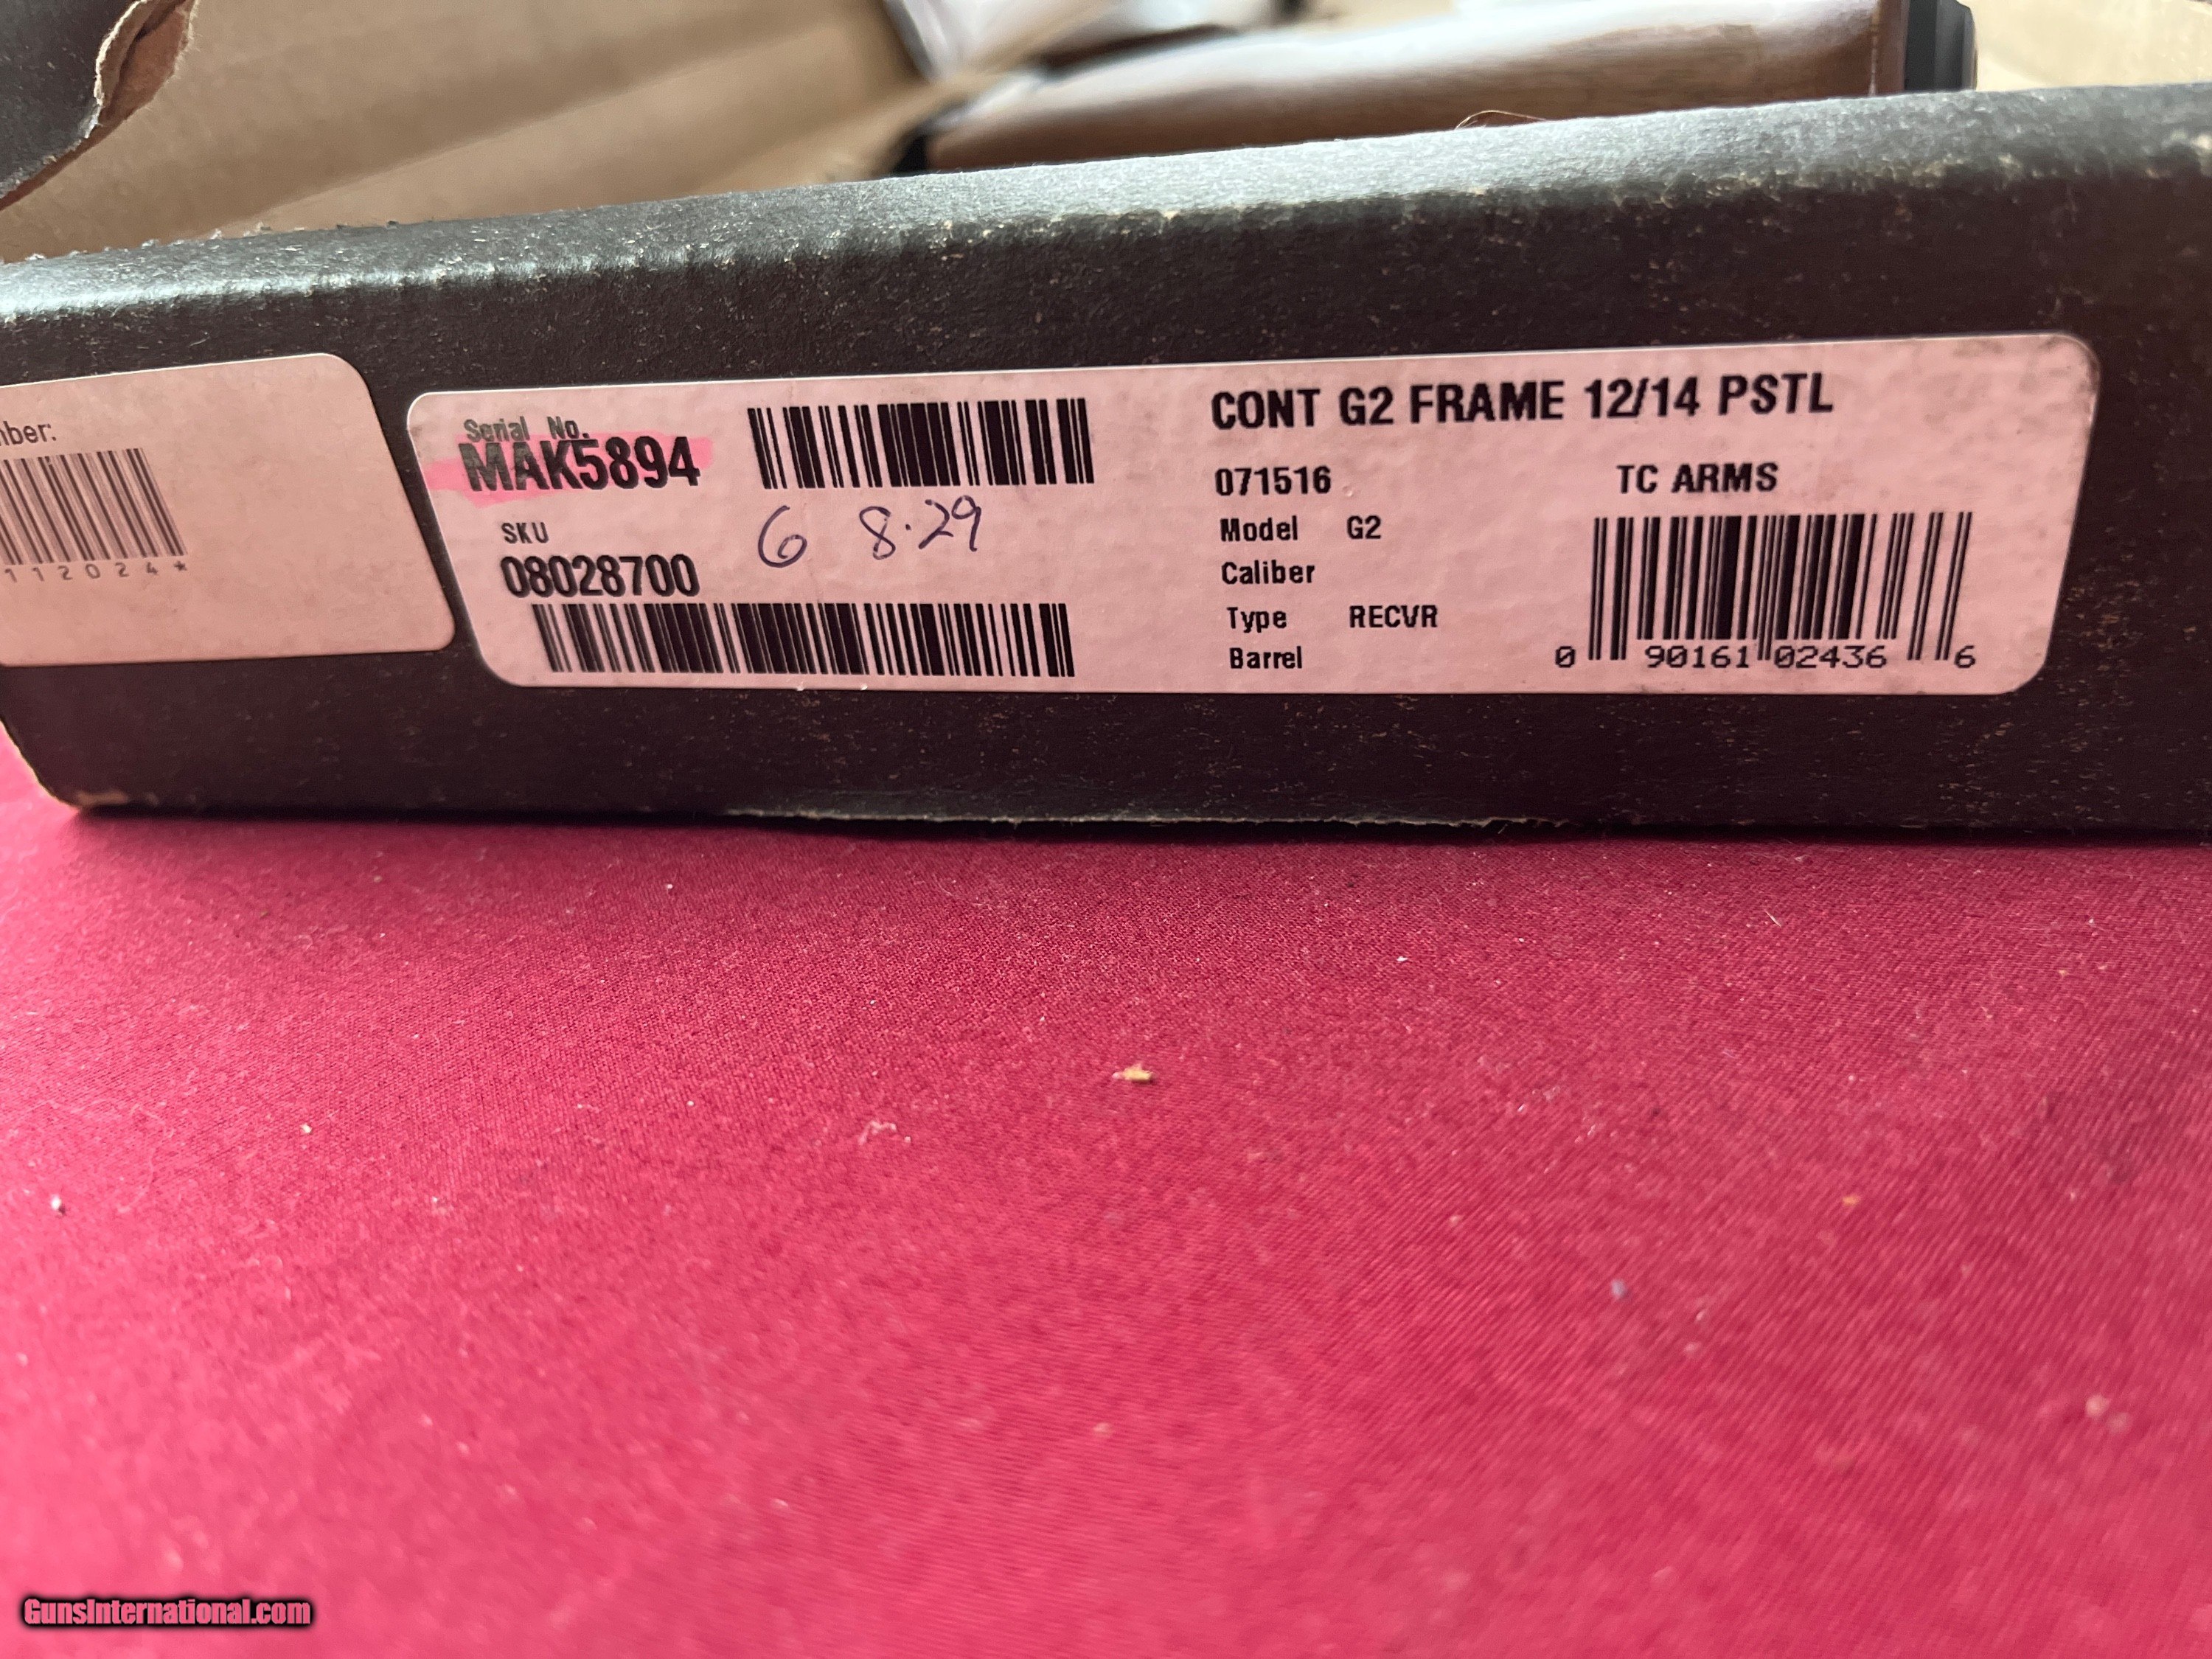 112024*
Serial No.
MAK5894
6 8.29
SKU
08028700
CONT G2 FRAME 12/14 PSTL
071516 TC ARMS
Model G2
Caliber
Type RECVR
Barrel
0 90161 02436 6
GunsInternational.com